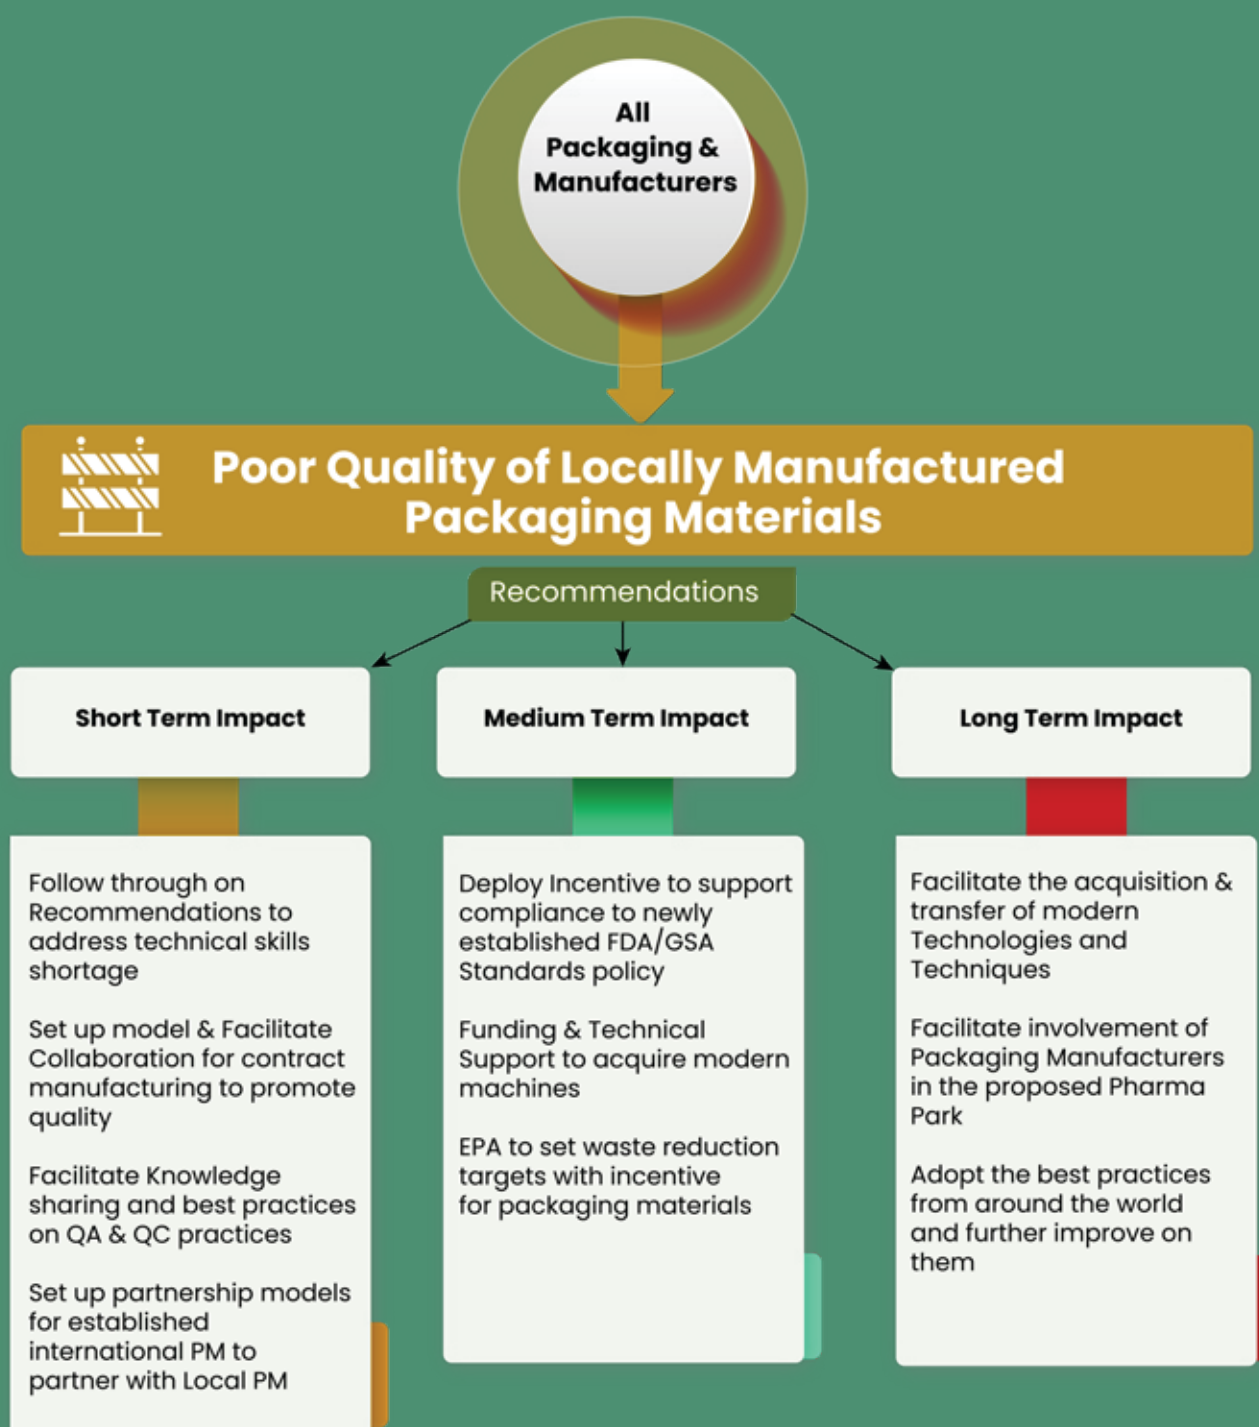 All
Packaging &
Manufacturers
Poor Quality of Locally Manufactured
Packaging Materials
Recommendations
Short Term Impact
Follow through on
Recommendations to
address technical skills
shortage
Set up model & Facilitate
Collaboration for contract
manufacturing to promote
quality
Facilitate Knowledge
sharing and best practices
on QA & QC practices
Set up partnership models
for established
international PM to
partner with Local PM
Medium Term Impact
Deploy Incentive to support
compliance to newly
established FDA/GSA
Standards policy
Funding & Technical
Support to acquire modern
machines
EPA to set waste reduction
targets with incentive
for packaging materials
Long Term Impact
Facilitate the acquisition &
transfer of modern
Technologies and
Techniques
Facilitate involvement of
Packaging Manufacturers
in the proposed Pharma
Park
Adopt the best practices
from around the world
and further improve on
them